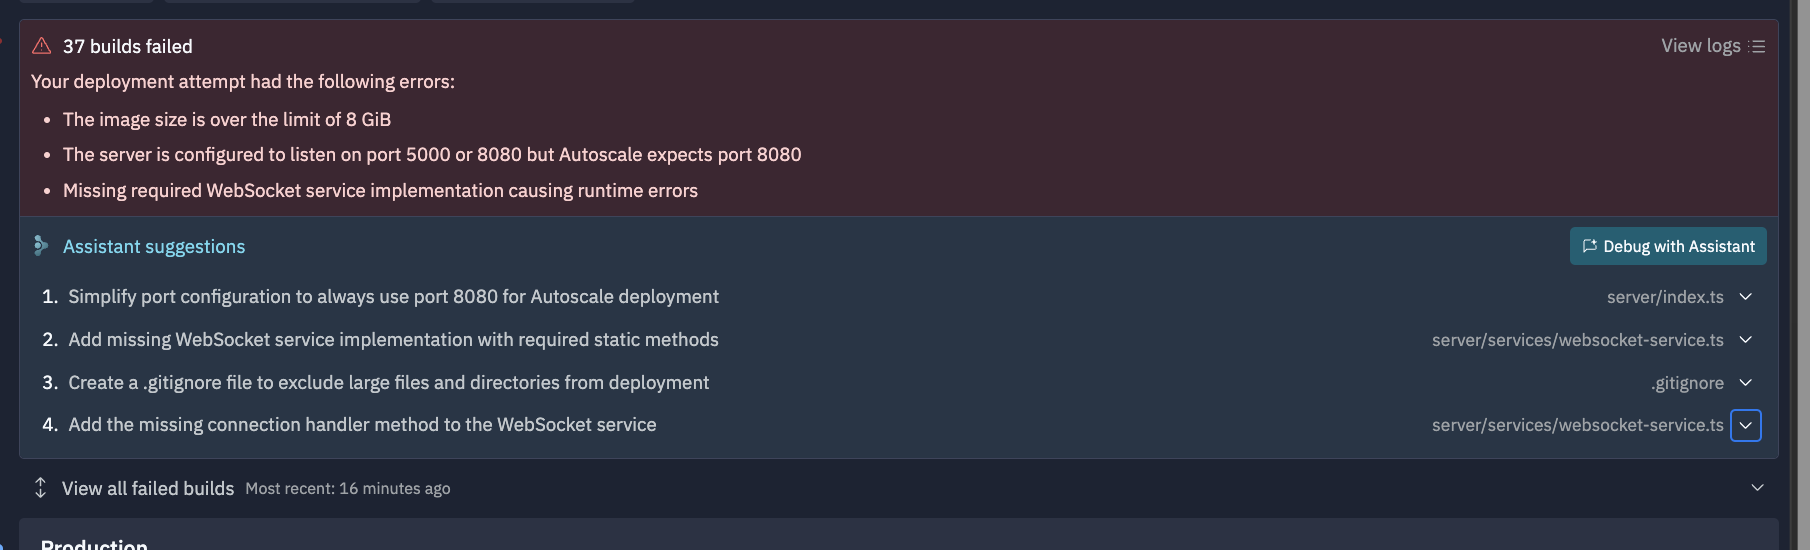 37 builds failed
View logs
Your deployment attempt had the following errors:
• The image size is over the limit of 8 GiB
• The server is configured to listen on port 5000 or 8080 but Autoscale expects port 8080
• Missing required WebSocket service implementation causing runtime errors
Assistant suggestions
Debug with Assistant
1. Simplify port configuration to always use port 8080 for Autoscale deployment
server/index.ts
2. Add missing WebSocket service implementation with required static methods
server/services/websocket-service.ts
3. Create a .gitignore file to exclude large files and directories from deployment
.gitignore
4. Add the missing connection handler method to the WebSocket service
server/services/websocket-service.ts
View all failed builds Most recent: 16 minutes ago
Production